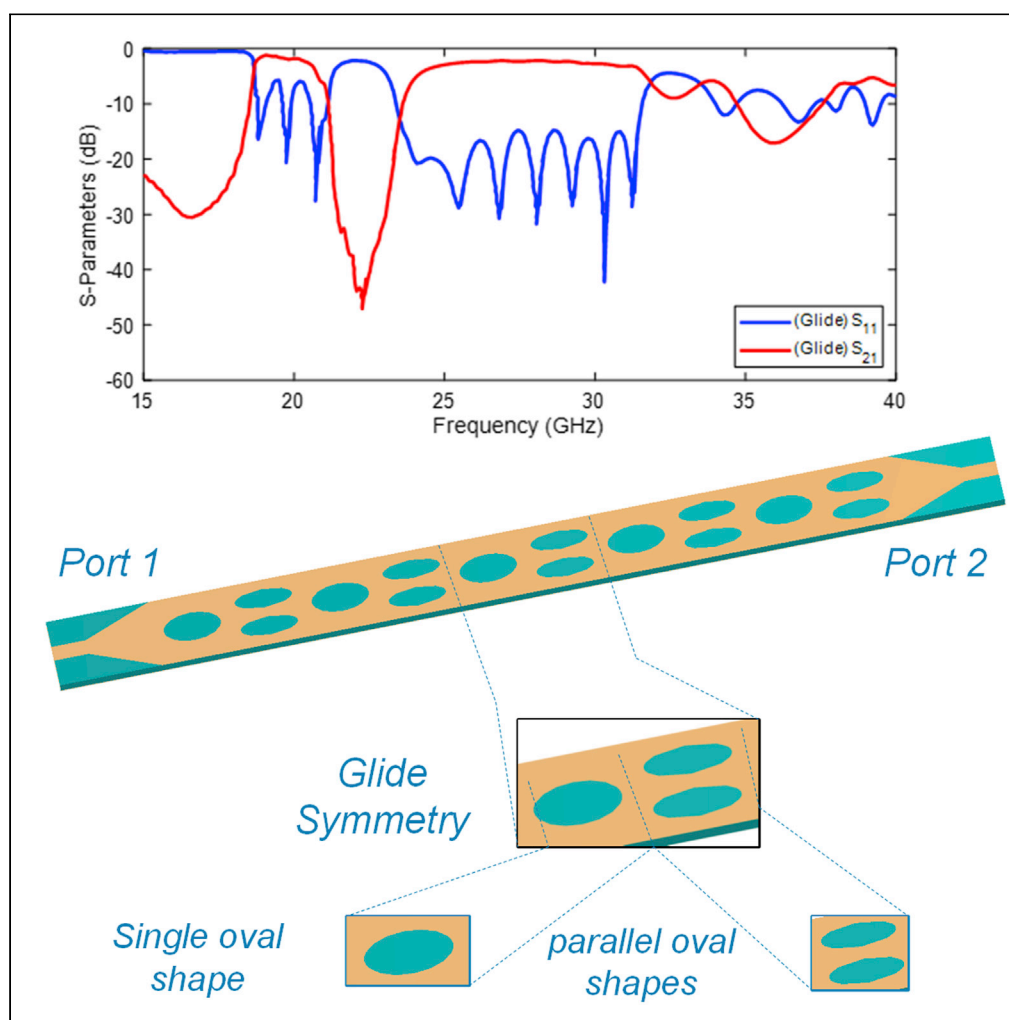 0
-10
-20
-30
-40
-50
-60
S-Parameters (dB)
(Glide) S11
(Glide) S21
15 20 25 30 35 40
Frequency (GHz)
Port 1
Port 2
Glide
Symmetry
Single oval
shape
parallel oval
shapes